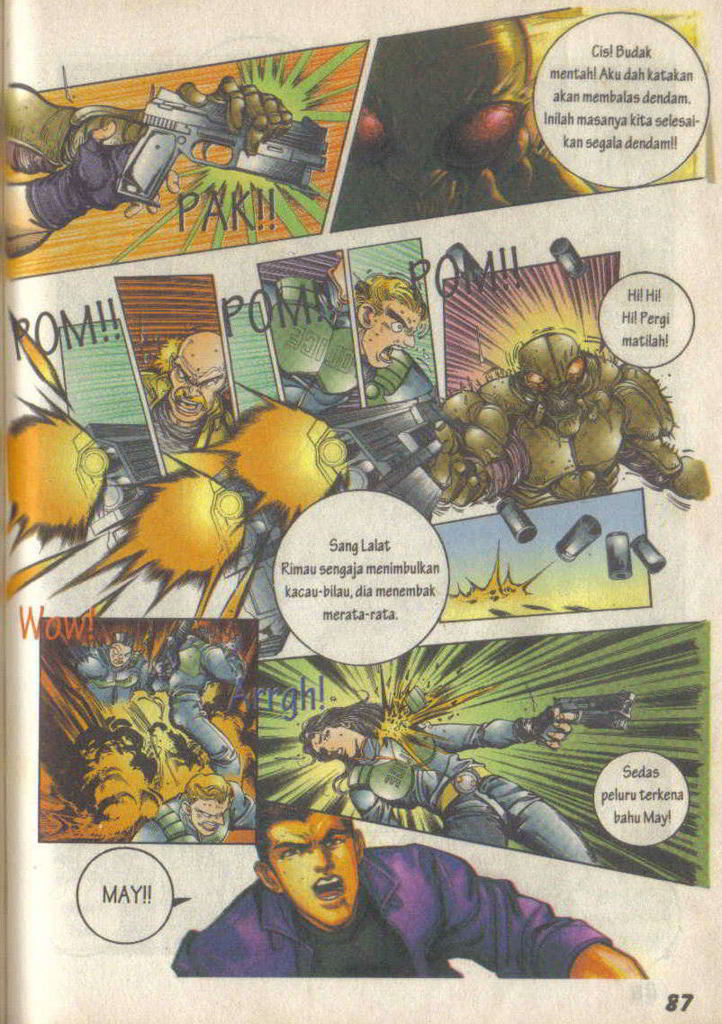 Cis! Budak
mentah! Aku dah katakan
akan membalas dendam.
Inilah masanya kita selesai-
kan segala dendam!!
PAK!!
POM!!
POM!!
POM!!
Hi! Hi!
Hi! Pergi
matilah!
Sang Lalat
Rimau sengaja menimbulkan
kacau-bilau, dia menembak
merata-rata.
Wow!
Arrgh!
Sedas
peluru terkena
bahu May!
MAY!!
87